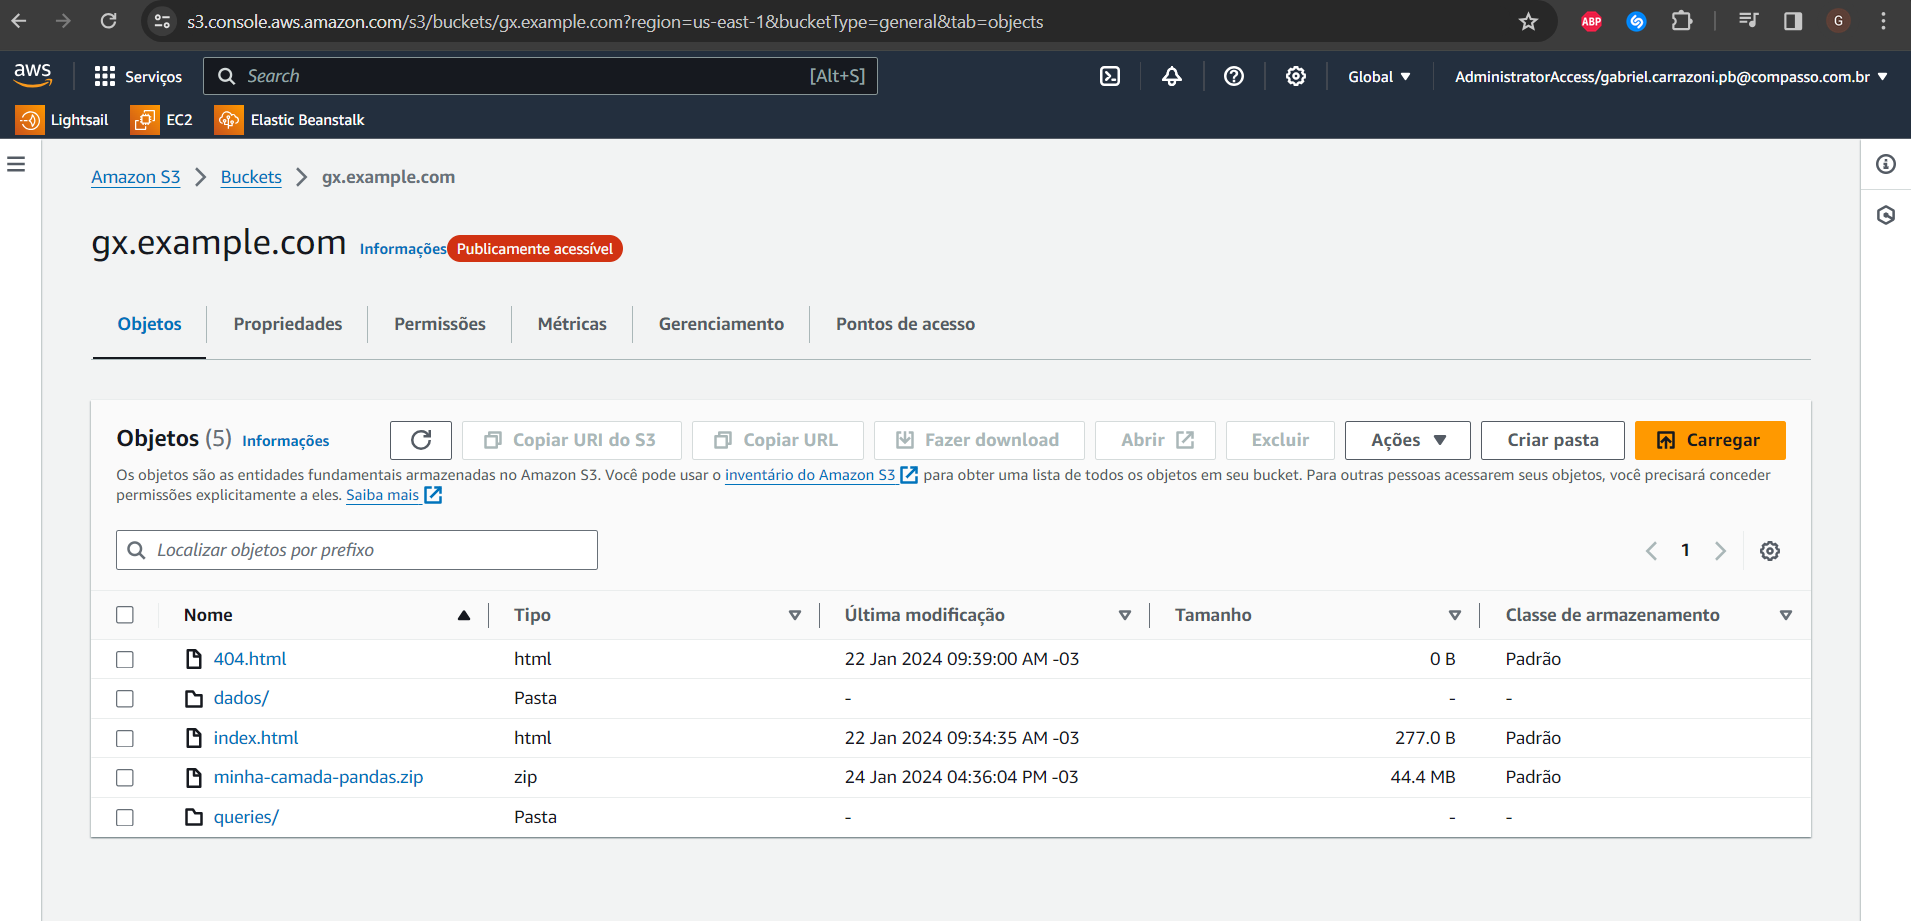 s3.console.aws.amazon.com/s3/buckets/gx.example.com?region=us-east-1&bucketType=general&tab=objects
ABP
G
aws
Serviços
Search
[Alt+S]
Global
AdministratorAccess/gabriel.carrazoni.pb@compasso.com.br
Lightsail
EC2
Elastic Beanstalk
Amazon S3
Buckets
gx.example.com
gx.example.com
Informações
Publicamente acessível
Objetos
Propriedades
Permissões
Métricas
Gerenciamento
Pontos de acesso
Objetos (5)
Informações
Copiar URI do S3
Copiar URL
Fazer download
Abrir
Excluir
Ações
Criar pasta
Carregar
Os objetos são as entidades fundamentais armazenadas no Amazon S3. Você pode usar o inventário do Amazon S3 para obter uma lista de todos os objetos em seu bucket. Para outras pessoas acessarem seus objetos, você precisará conceder
permissões explicitamente a eles. Saiba mais
Localizar objetos por prefixo
1
Nome Tipo Última modificação Tamanho Classe de armazenamento
404.html html 22 Jan 2024 09:39:00 AM -03 0 B Padrão
dados/ Pasta - - -
index.html html 22 Jan 2024 09:34:35 AM -03 277.0 B Padrão
minha-camada-pandas.zip zip 24 Jan 2024 04:36:04 PM -03 44.4 MB Padrão
queries/ Pasta - - -